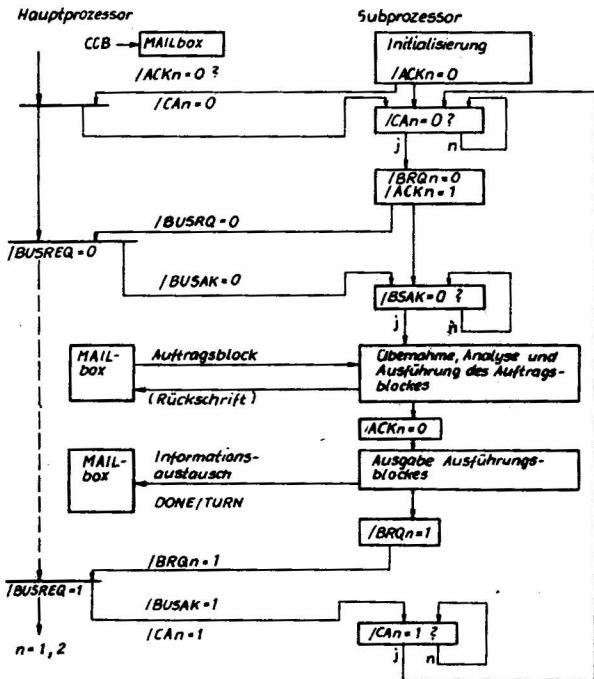 Hauptprozessor
Subprozessor
CCB
MAILbox
Initialisierung
/ACKn=0
/ACKn=0 ?
/CAn=0
/CAn=0 ?
j
n
/BRQn=0
/ACKn=1
/BUSRQ=0
/BUSREQ=0
/BUSAK=0
/BSAK=0 ?
j
n
MAIL-
box
Auftragsblock
(Rückschrift)
Übernahme, Analyse und
Ausführung des Auftrags-
blockes
/ACKn=0
MAIL-
box
Informations-
austausch
DONE/TURN
Ausgabe Ausführungs-
blockes
/BRQn=1
/BRQn=1
/BUSREQ=1
/BUSAK=1
/CAn=1
/CAn=1 ?
j
n
n=1,2